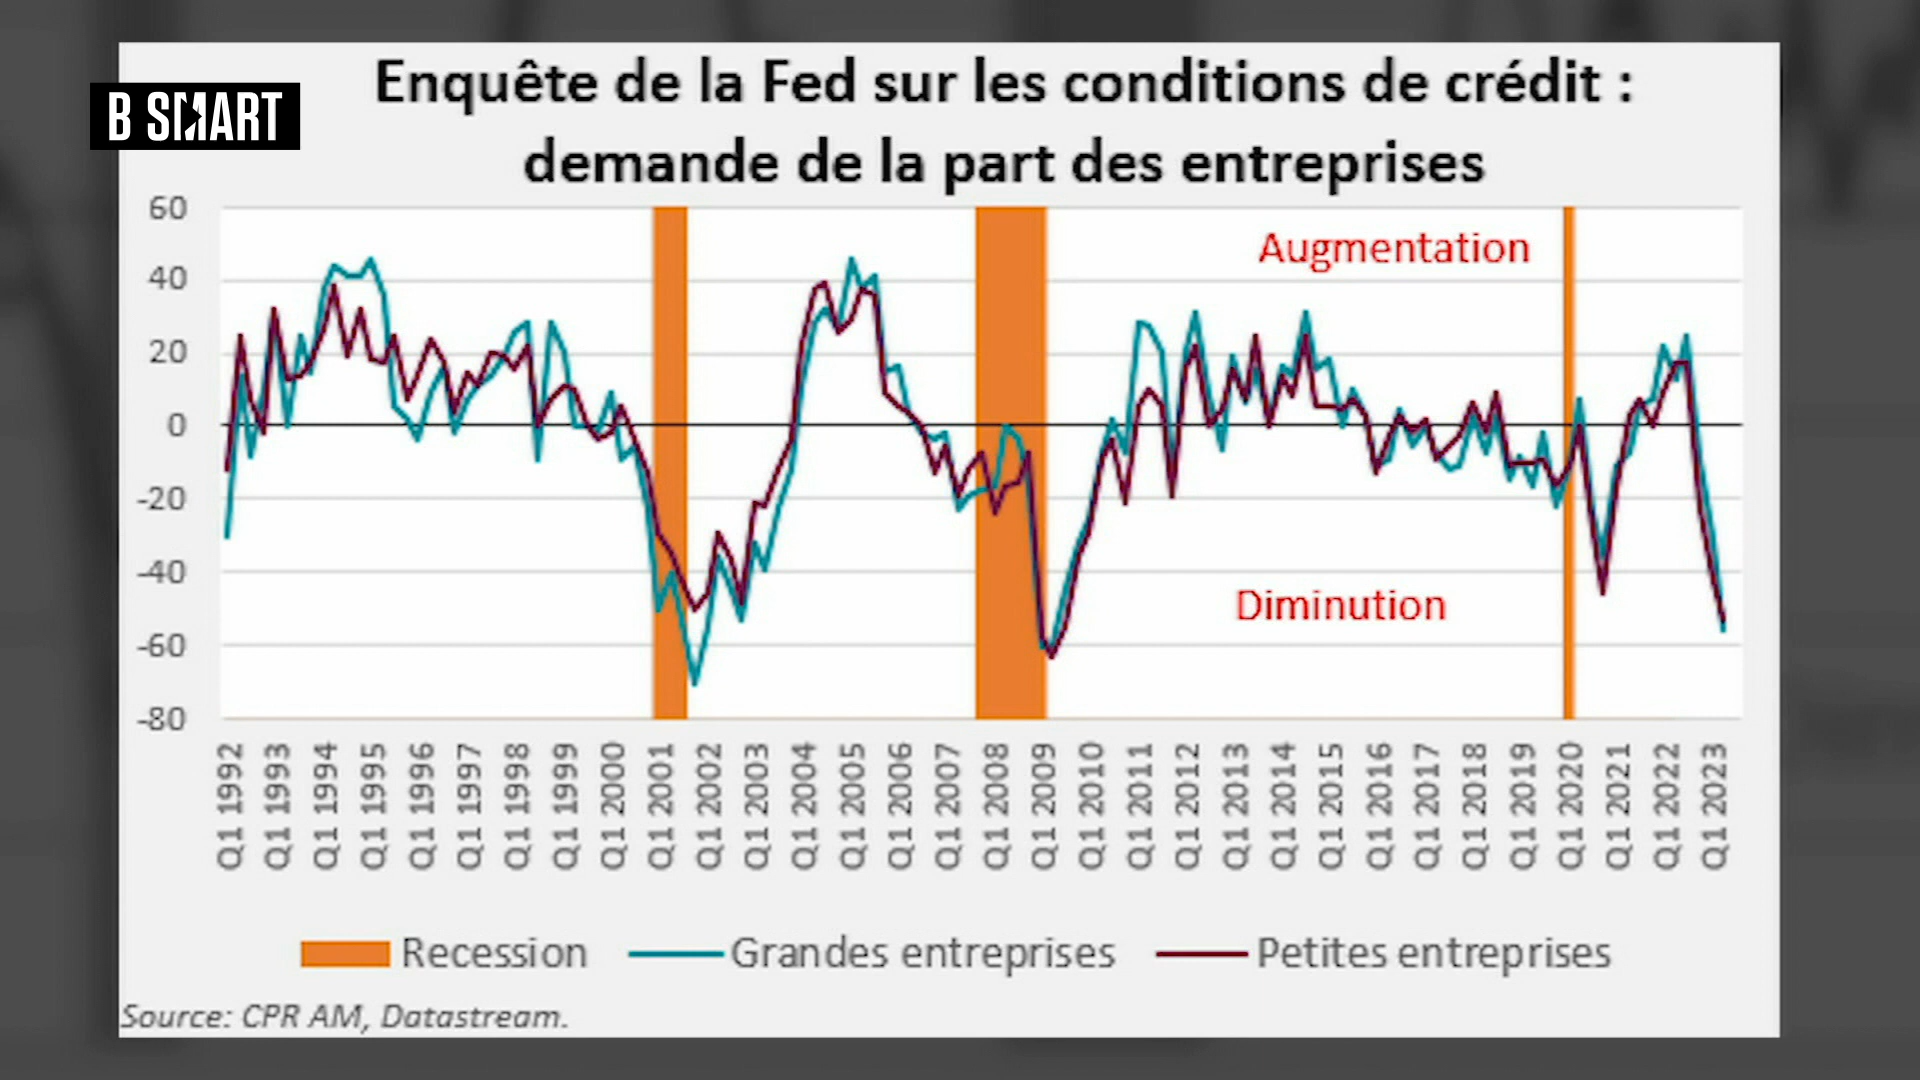 Enquête de la Fed sur les conditions de crédit :
demande de la part des entreprises
B SMART
60
40
20
0
-20
-40
-60
-80
Augmentation
Diminution
Q1 1992
Q1 1993
Q1 1994
Q1 1995
Q1 1996
Q1 1997
Q1 1998
Q1 1999
Q1 2000
Q1 2001
Q1 2002
Q1 2003
Q1 2004
Q1 2005
Q1 2006
Q1 2007
Q1 2008
Q1 2009
Q1 2010
Q1 2011
Q1 2012
Q1 2013
Q1 2014
Q1 2015
Q1 2016
Q1 2017
Q1 2018
Q1 2019
Q1 2020
Q1 2021
Q1 2022
Q1 2023
Recession Grandes entreprises Petites entreprises
Source: CPR AM, Datastream.